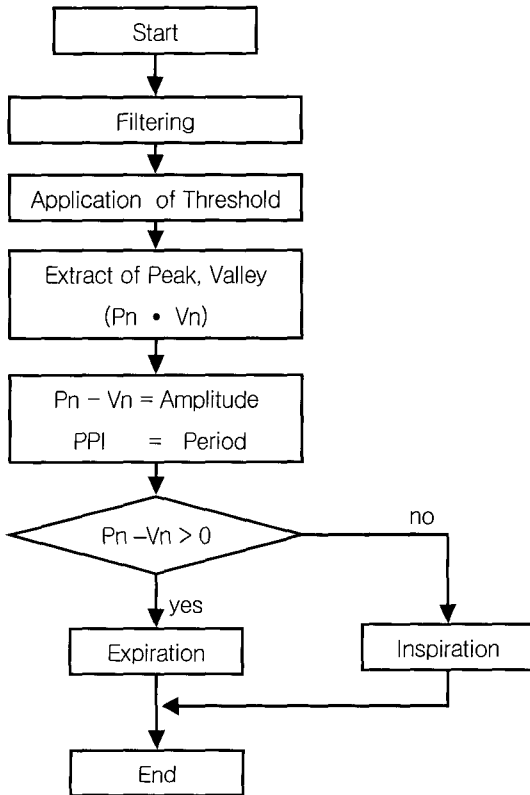 Start
Filtering
Application of Threshold
Extract of Peak, Valley
(Pn • Vn)
Pn – Vn = Amplitude
PPI = Period
Pn –Vn > 0
no
yes
Expiration
Inspiration
End